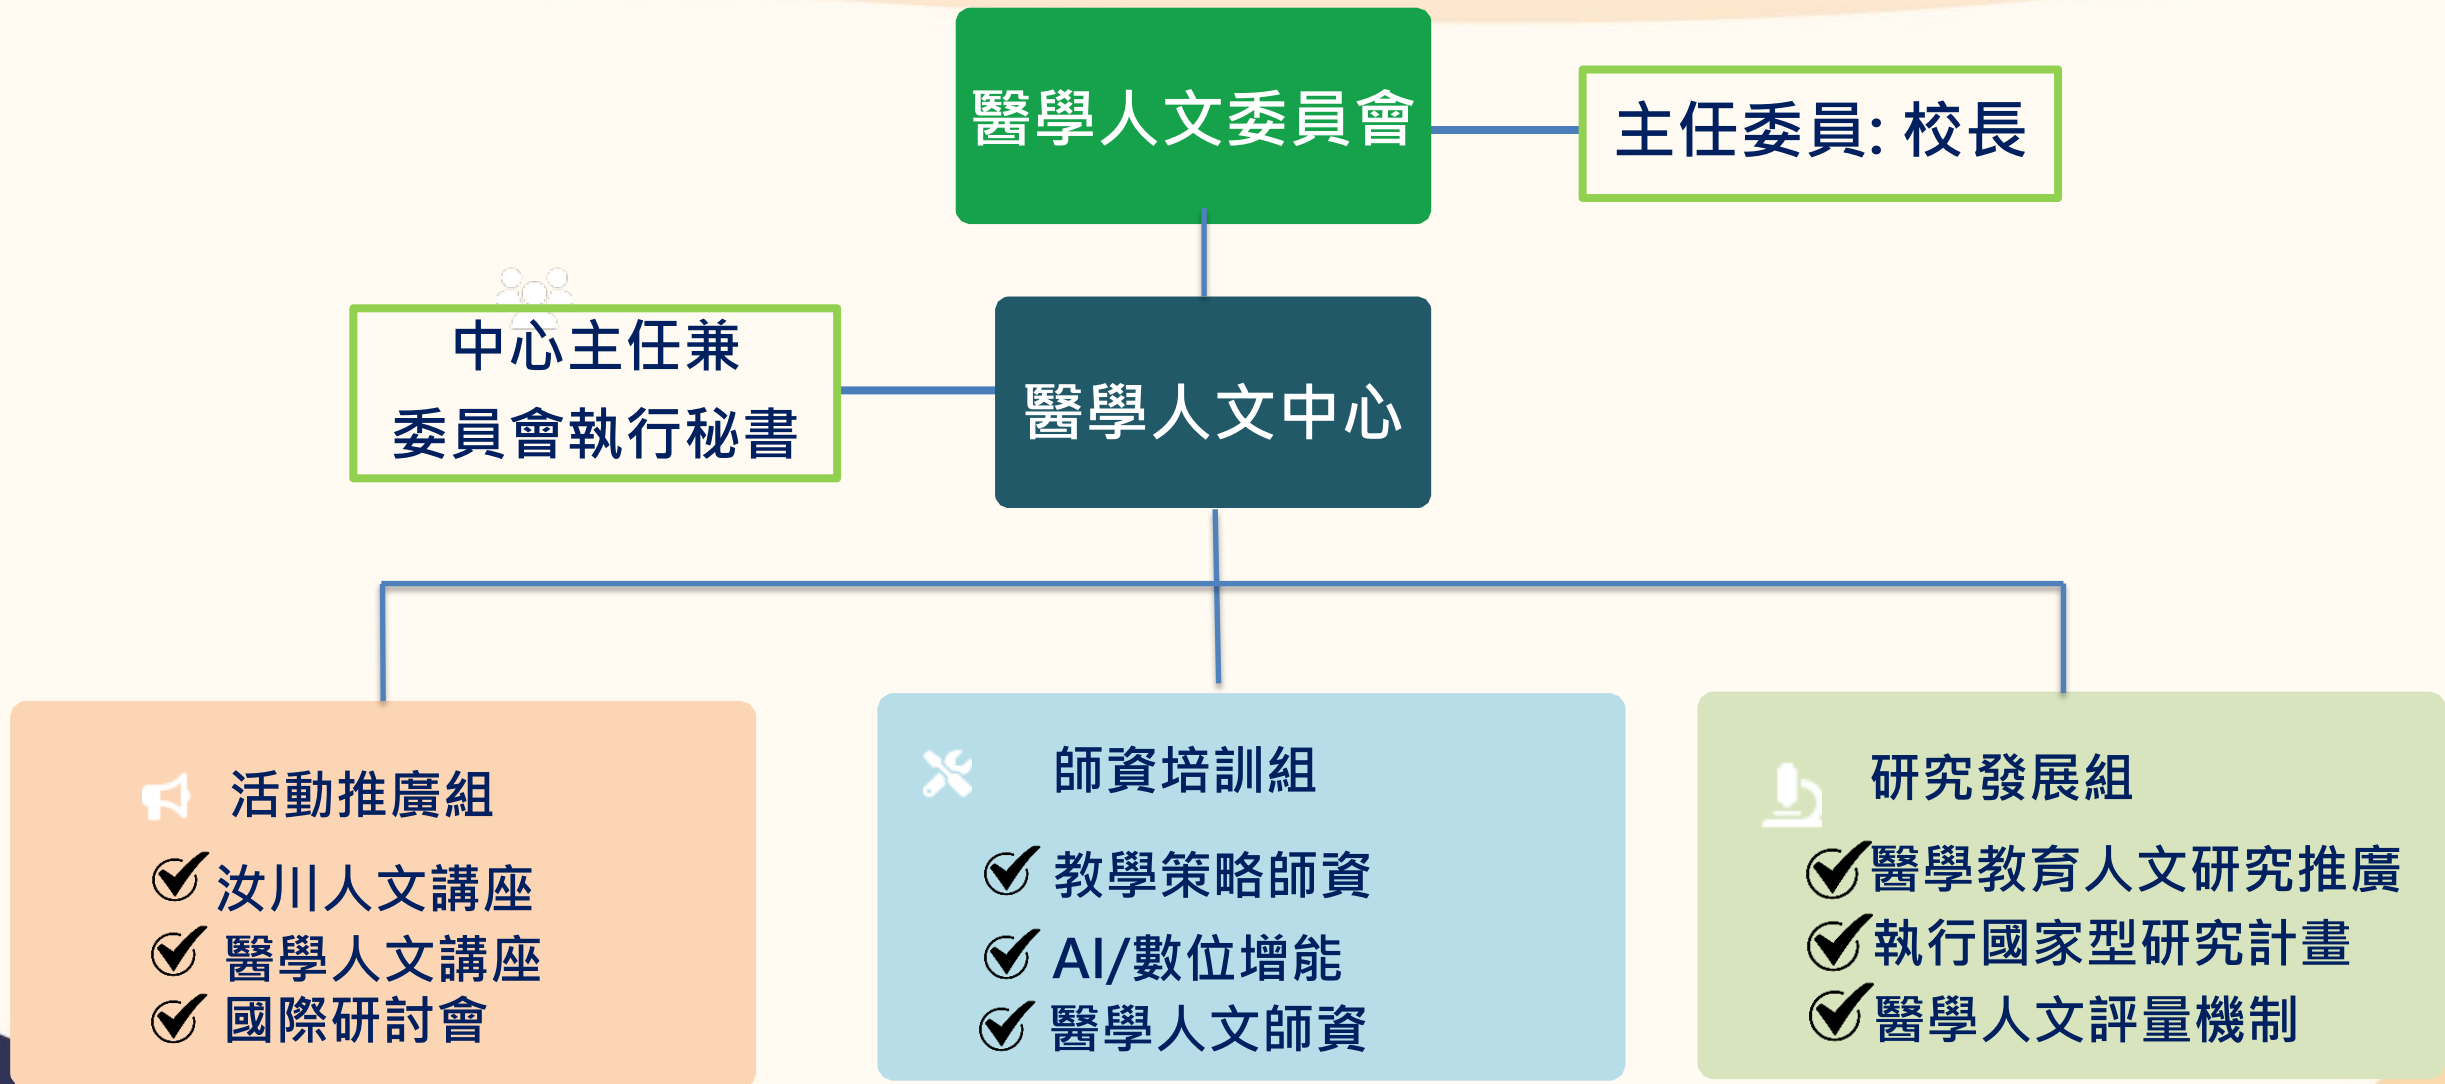 醫學人文委員會
主任委員: 校長
中心主任兼
委員會執行秘書
醫學人文中心
活動推廣組
汝川人文講座
醫學人文講座
國際研討會
師資培訓組
教學策略師資
AI/數位增能
醫學人文師資
研究發展組
醫學教育人文研究推廣
執行國家型研究計畫
醫學人文評量機制